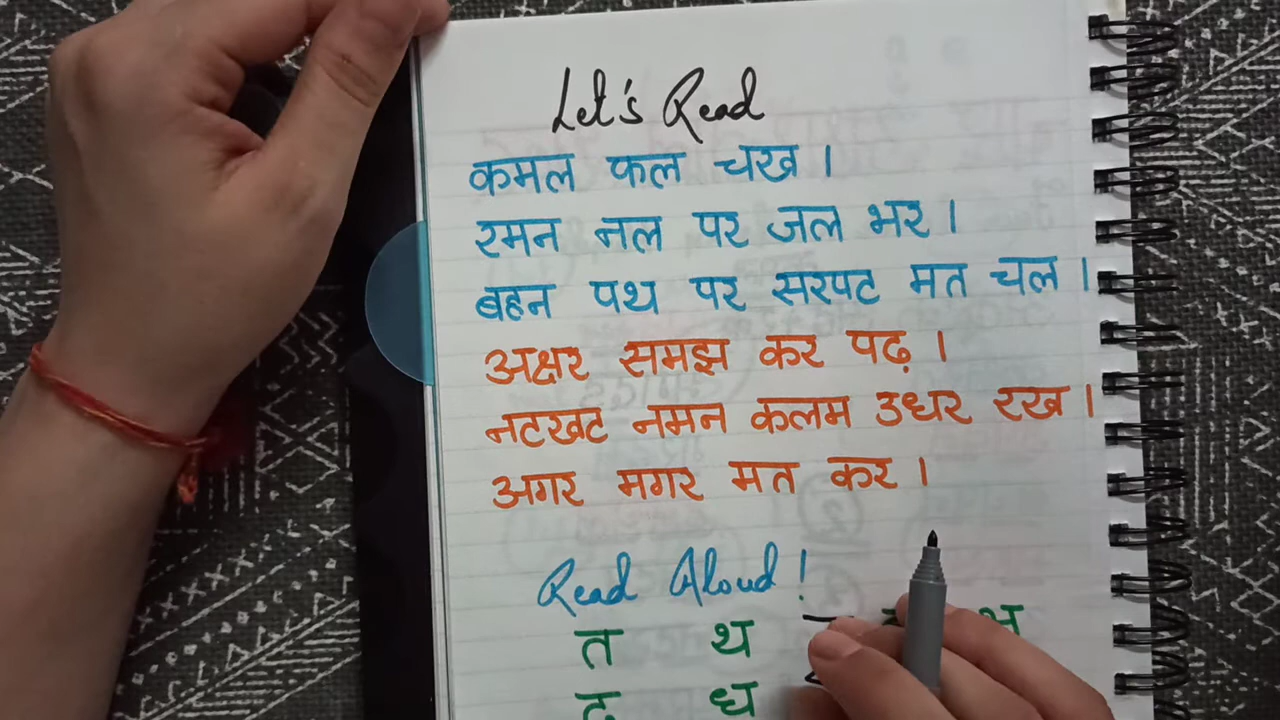 Let's Read
कमल फल चख ।
रमन नल पर जल भर ।
बहन पथ पर सरपट मत चल ।
अक्षर समझ कर पढ़ ।
नटखट नमन कलम उधर रख ।
अगर मगर मत कर ।
Read Aloud !
त थ
द ध